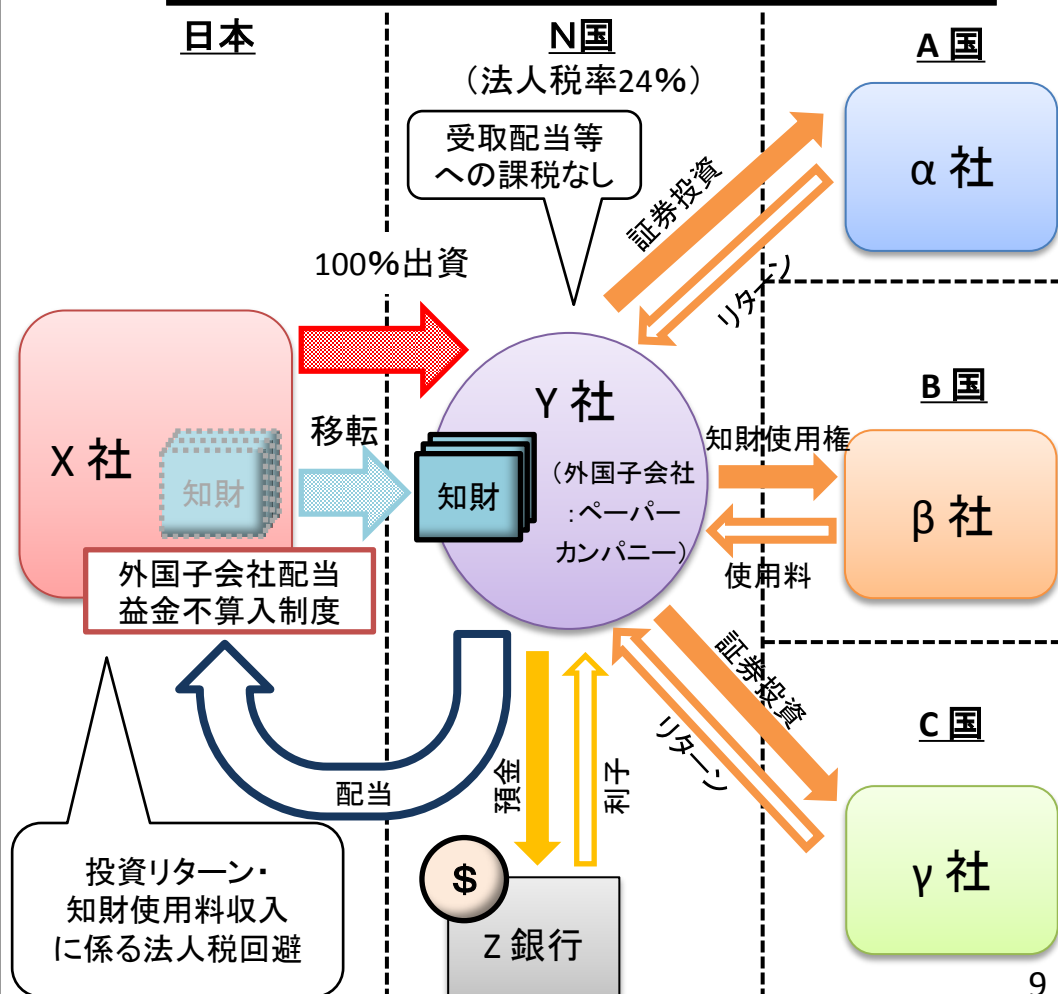 日本
N国
（法人税率24%）
A 国
受取配当等
への課税なし
証券投資
リターン
α 社
100%出資
X 社
知財
移転
Y 社
知財
（外国子会社
：ペーパー
カンパニー）
B 国
知財使用権
使用料
β 社
外国子会社配当
益金不算入制度
証券投資
リターン
C 国
γ 社
配当
預金
利子
投資リターン・
知財使用料収入
に係る法人税回避
$
Z 銀行
9